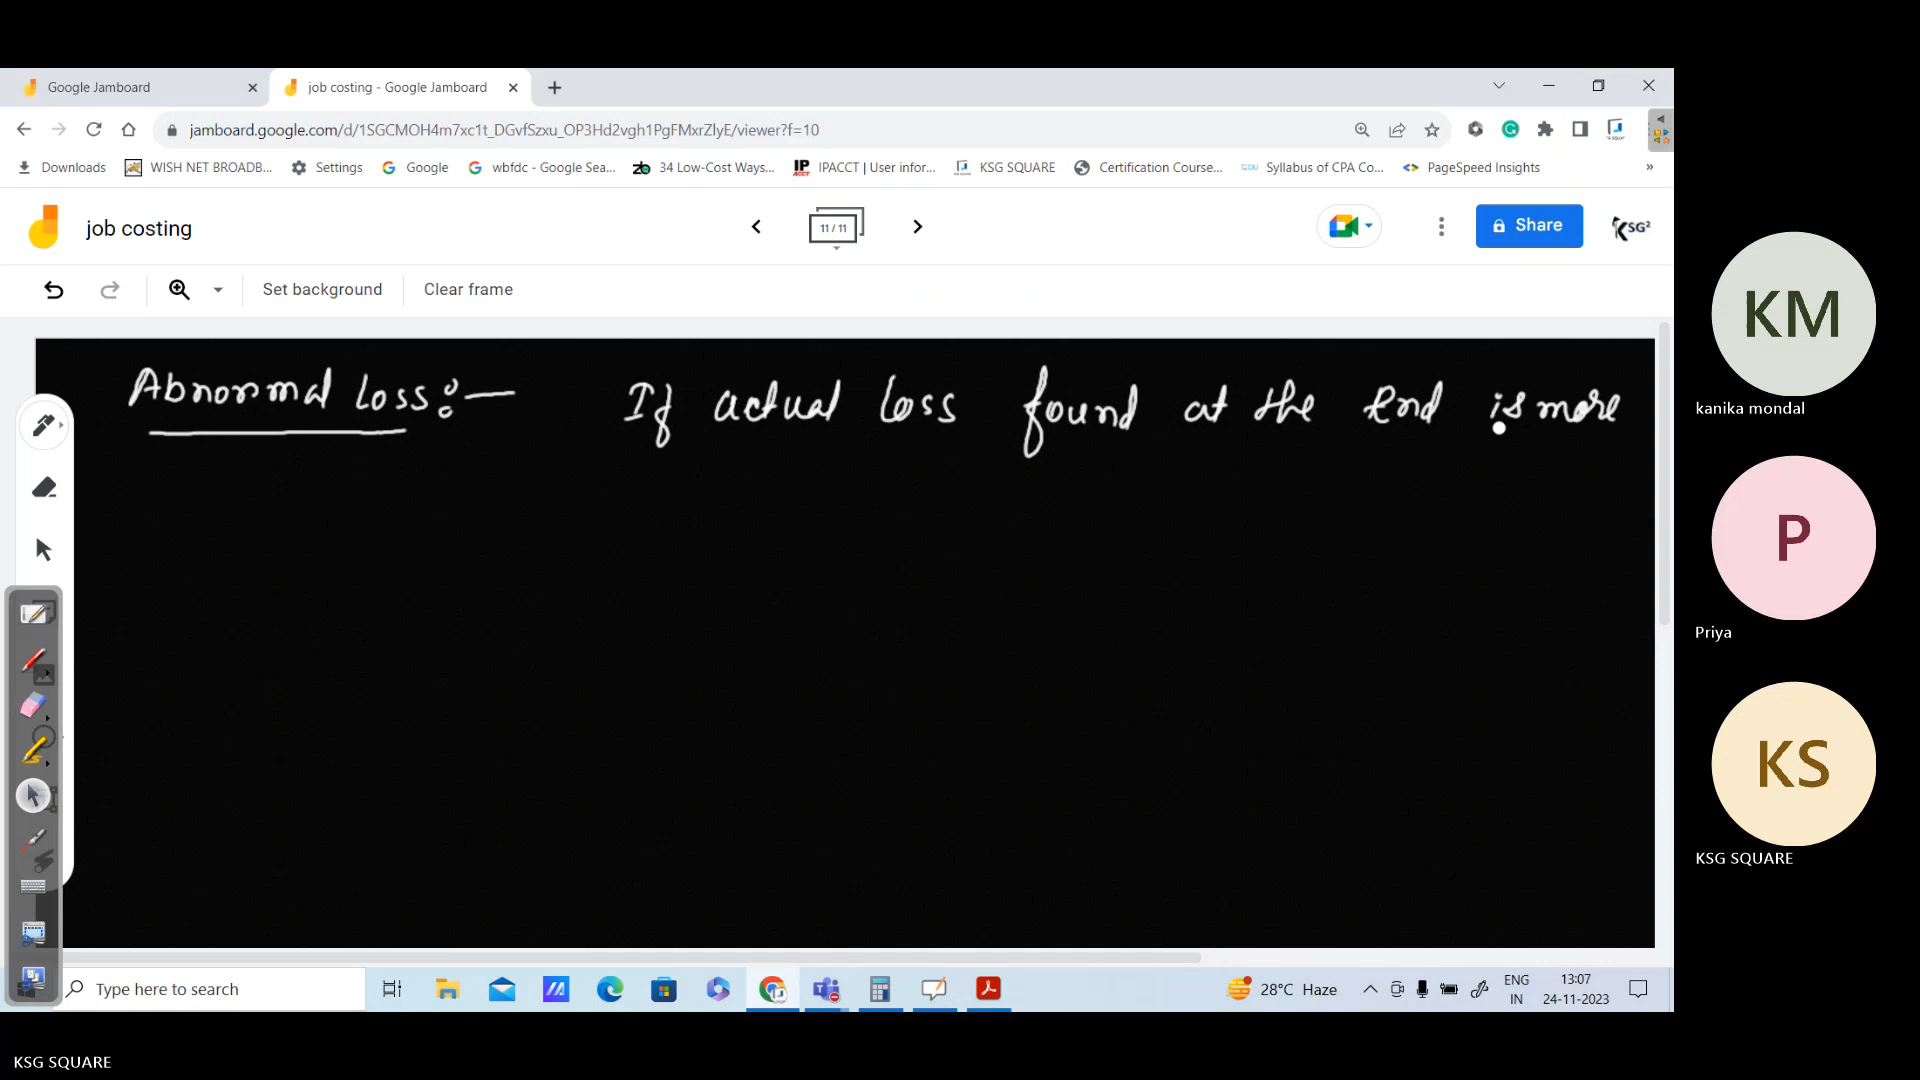 Google Jamboard
job costing - Google Jamboard
jamboard.google.com/d/1SGCMOH4m7xc1t_DGvfSzxu_OP3Hd2vgh1PgFMxrZlyE/viewer?f=10
Downloads WISH NET BROADB... Settings Google wbfdc - Google Sea... 34 Low-Cost Ways... IPACCT | User infor... KSG SQUARE Certification Course... Syllabus of CPA Co... PageSpeed Insights »
job costing
11 / 11
Share
KSG²
Set background Clear frame
Abnormal Loss:— If actual loss found at the end is more
KM
kanika mondal
P
Priya
KS
KSG SQUARE
Type here to search
28°C Haze
ENG
IN
13:07
24-11-2023
KSG SQUARE